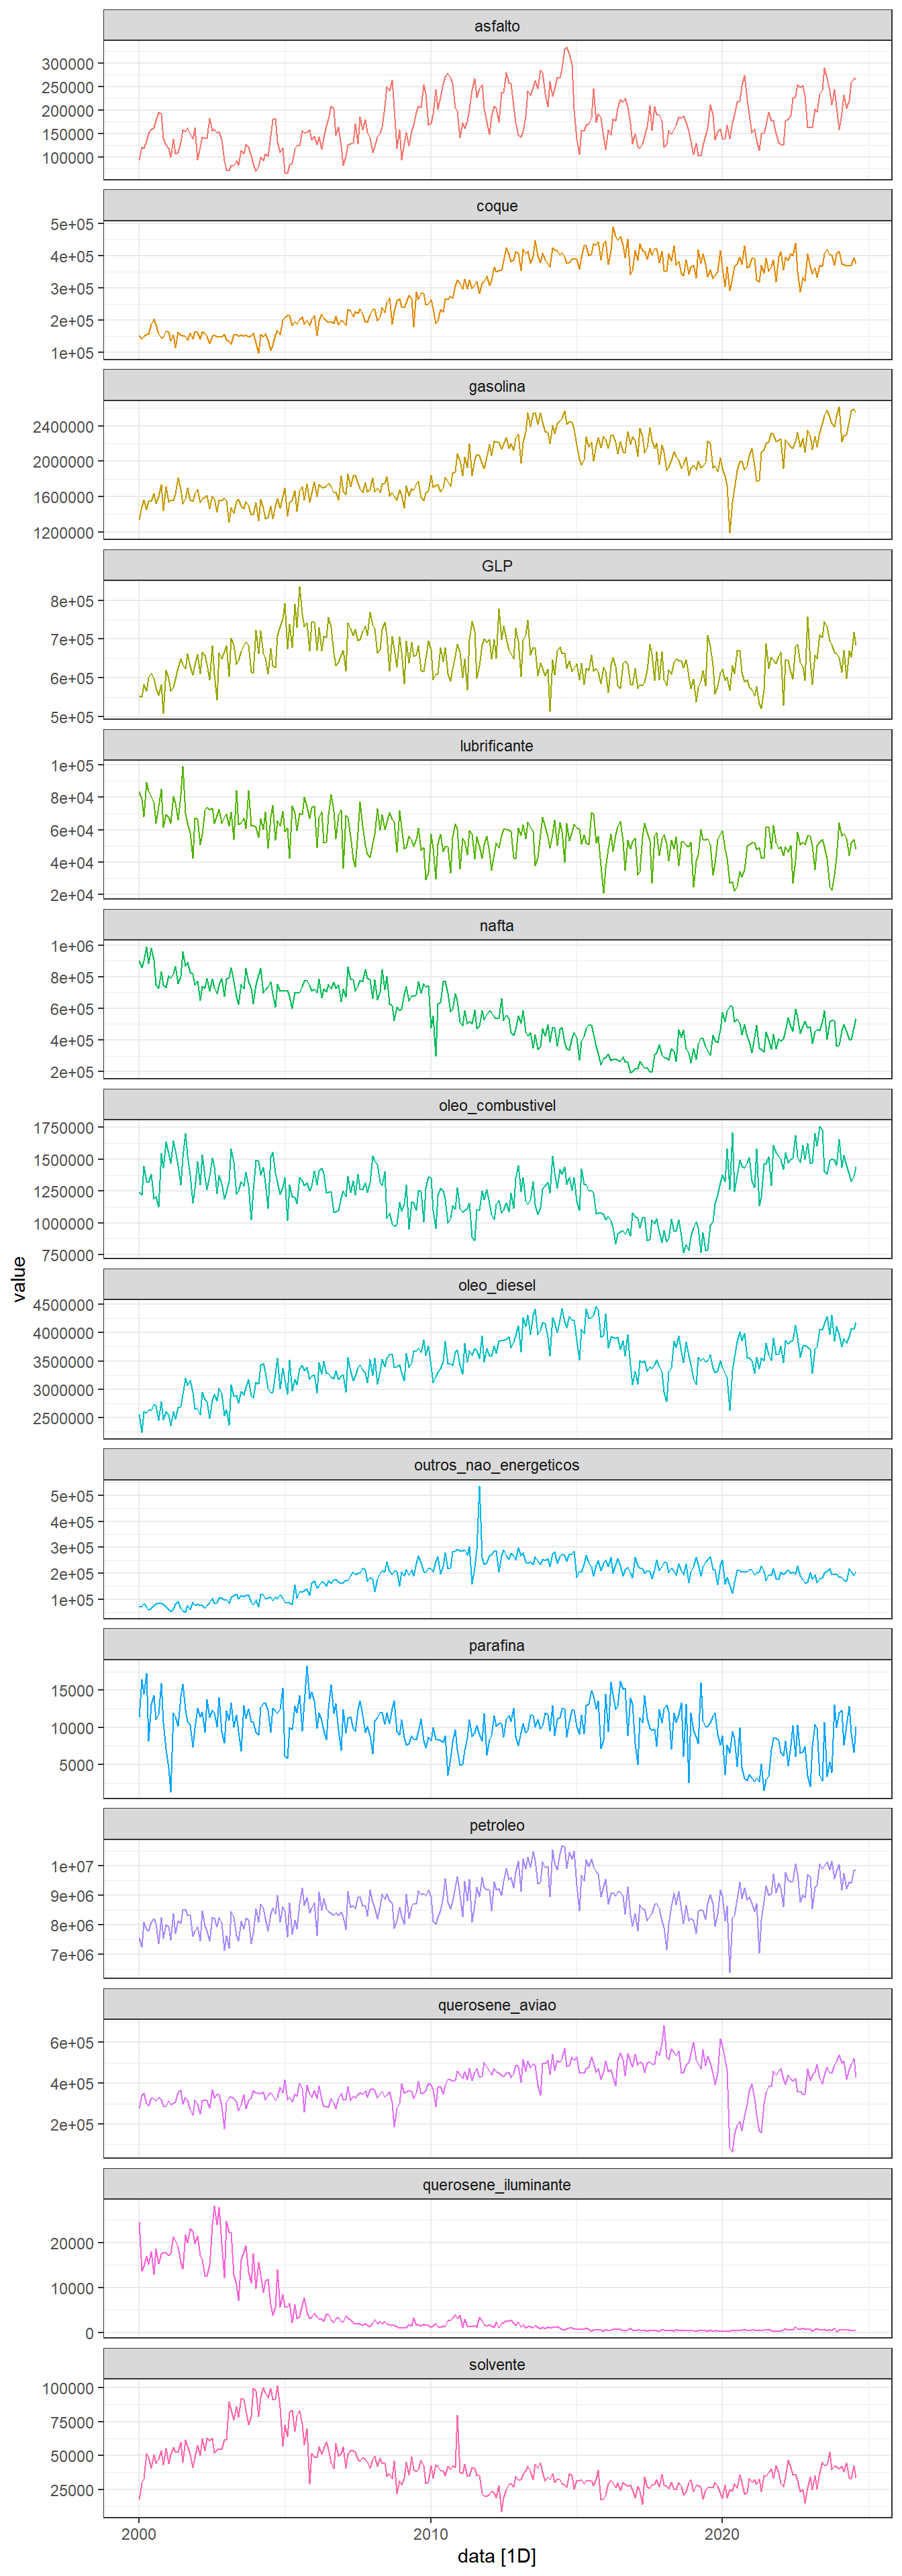 asfalto
300000
250000
200000
150000
100000
coque
5e+05
4e+05
3e+05
2e+05
1e+05
gasolina
2400000
2000000
1600000
1200000
GLP
8e+05
7e+05
6e+05
5e+05
lubrificante
1e+05
8e+04
6e+04
4e+04
2e+04
nafta
1e+06
8e+05
6e+05
4e+05
2e+05
oleo_combustivel
1750000
1500000
1250000
1000000
750000
value
oleo_diesel
4500000
4000000
3500000
3000000
2500000
outros_nao_energeticos
5e+05
4e+05
3e+05
2e+05
1e+05
parafina
15000
10000
5000
petroleo
1e+07
9e+06
8e+06
7e+06
querosene_aviao
6e+05
4e+05
2e+05
querosene_iluminante
20000
10000
0
solvente
100000
75000
50000
25000
2000 2010 2020
data [1D]